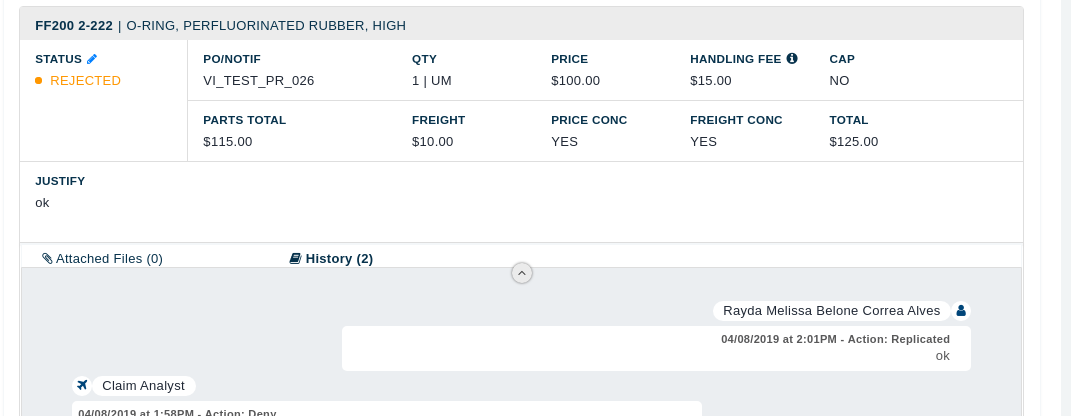 FF200 2-222 | O-RING, PERFLUORINATED RUBBER, HIGH
STATUS
REJECTED
PO/NOTIF QTY PRICE HANDLING FEE CAP
VI_TEST_PR_026 1 | UM $100.00 $15.00 NO
PARTS TOTAL FREIGHT PRICE CONC FREIGHT CONC TOTAL
$115.00 $10.00 YES YES $125.00
JUSTIFY
ok
Attached Files (0) History (2)
Rayda Melissa Belone Correa Alves
04/08/2019 at 2:01PM - Action: Replicated
ok
Claim Analyst
04/08/2019 at 1:58PM - Action: Deny